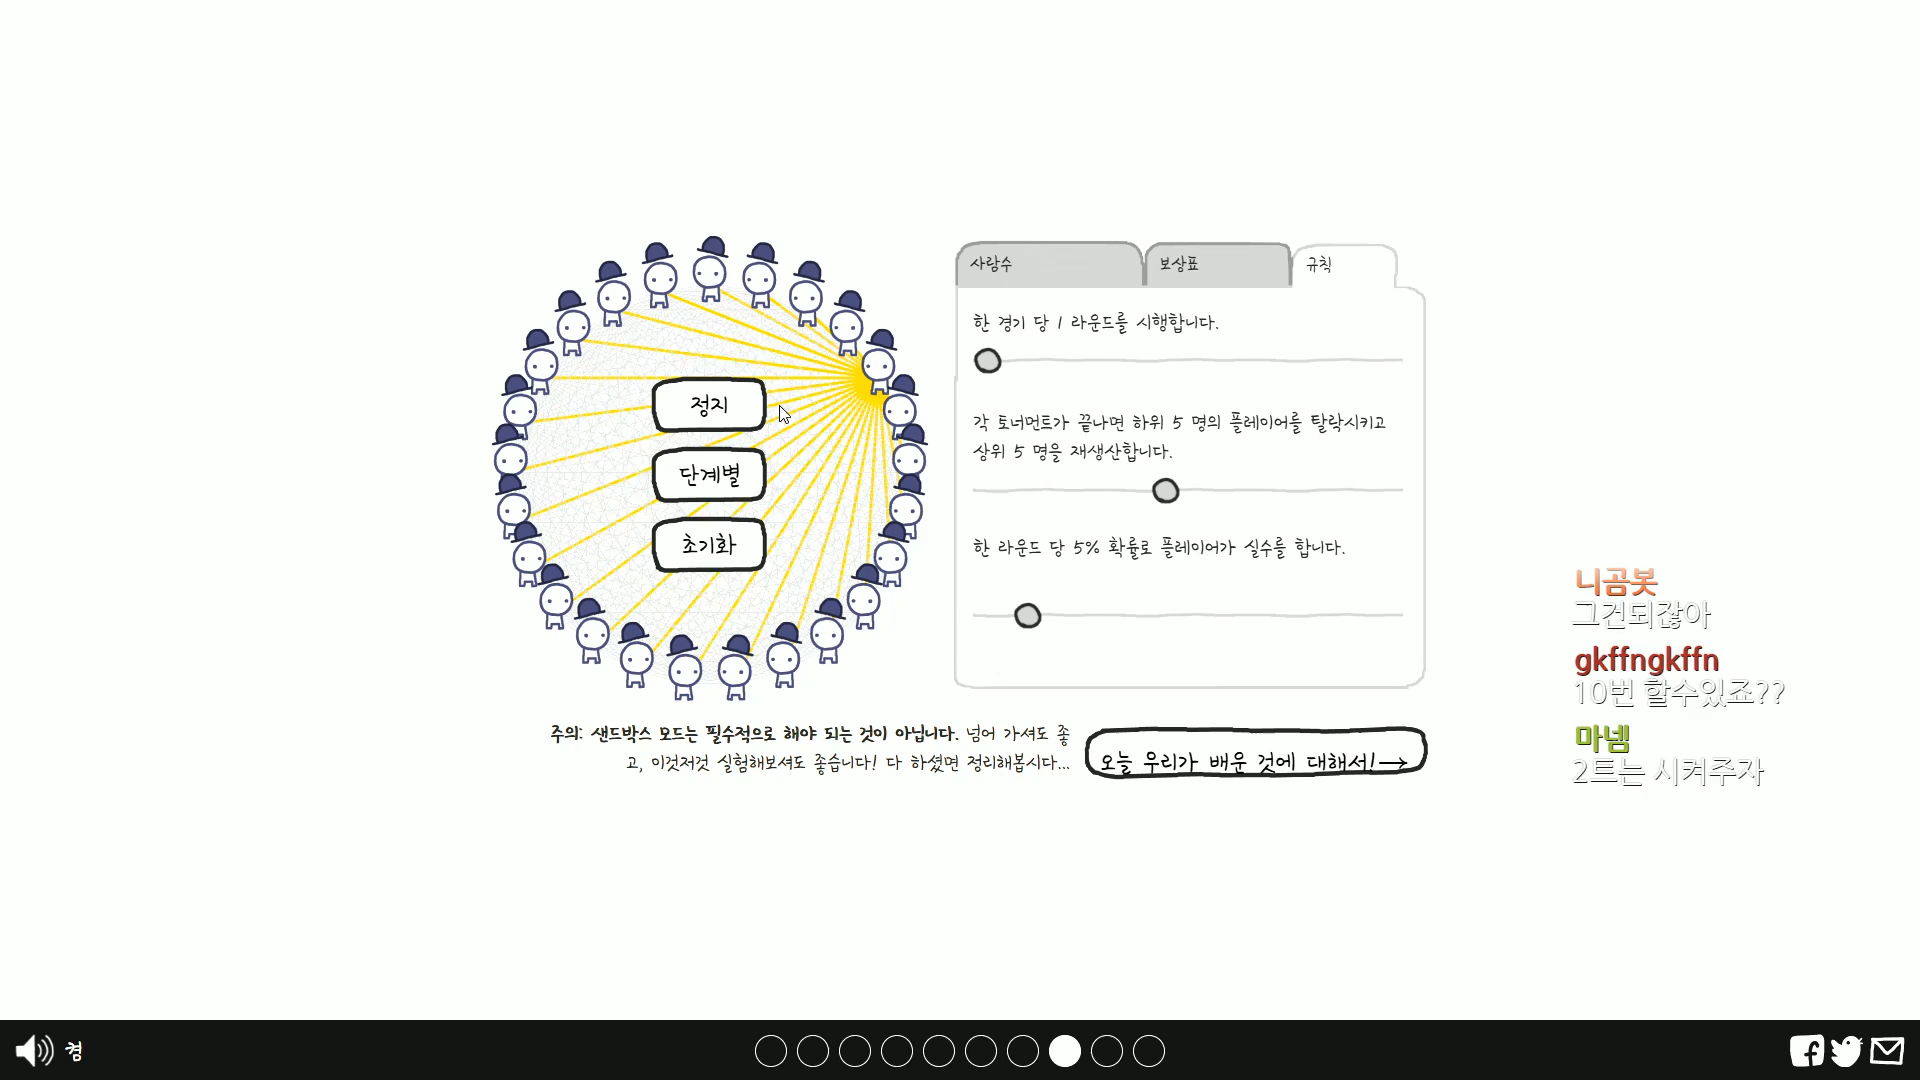 사람수
보상표
규칙
한 경기 당 1 라운드를 시행합니다.
각 토너먼트가 끝나면 하위 5 명의 플레이어를 탈락시키고
상위 5 명을 재생산합니다.
한 라운드 당 5% 확률로 플레이어가 실수를 합니다.
정지
단계별
초기화
주의: 샌드박스 모드는 필수적으로 해야 되는 것이 아닙니다. 넘어 가셔도 좋
고, 이것저것 실험해보셔도 좋습니다! 다 하셨면 정리해봅시다...
오늘 우리가 배운 것에 대해서!→
니곰봇
그건되잖아
gkffngkffn
10번 할수있죠??
마넴
2트는 시켜주자
켬